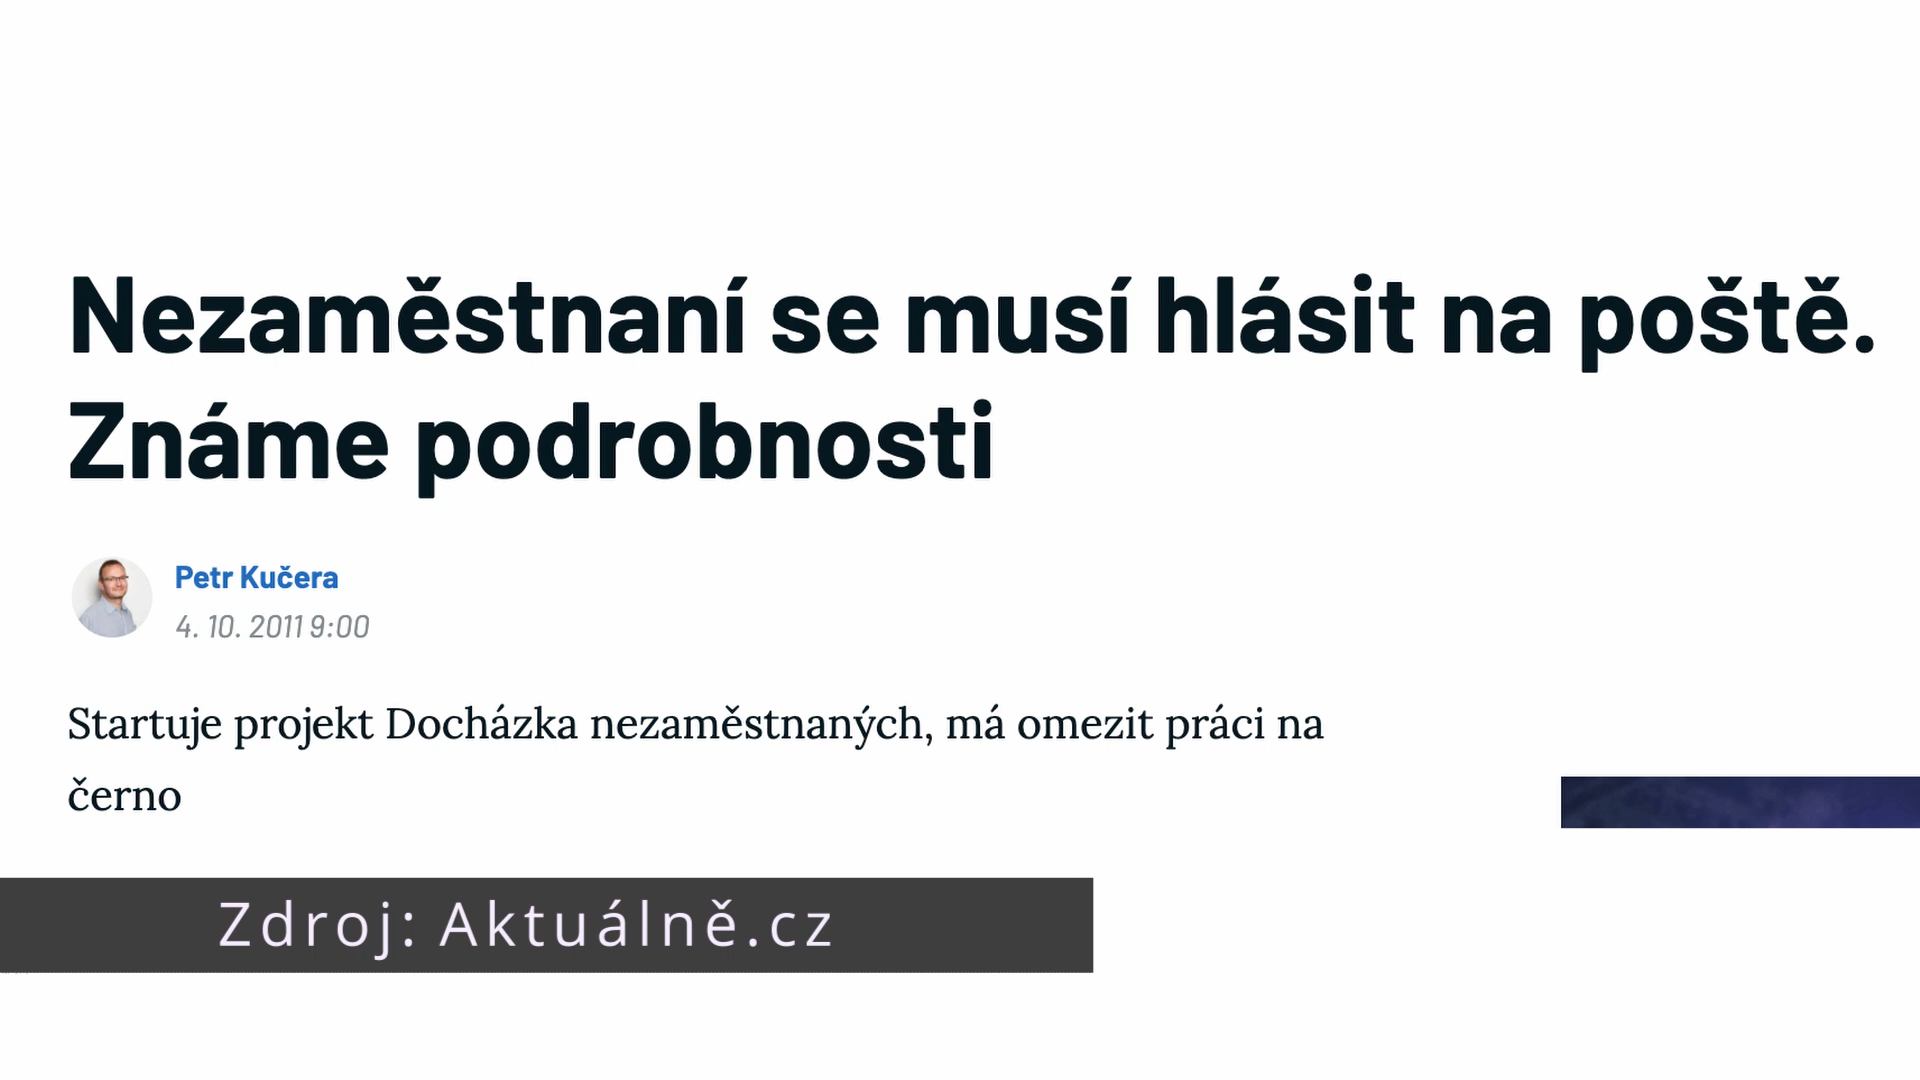 Nezaměstnaní se musí hlásit na poště.
Známe podrobnosti
Petr Kučera
4. 10. 2011 9:00
Startuje projekt Docházka nezaměstnaných, má omezit práci na
černo
Zdroj: Aktuálně.cz